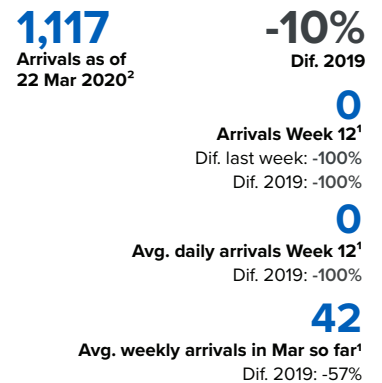 1,117
Arrivals as of
22 Mar 2020²
-10%
Dif. 2019
0
Arrivals Week 12¹
Dif. last week: -100%
Dif. 2019: -100%
0
Avg. daily arrivals Week 12¹
Dif. 2019: -100%
42
Avg. weekly arrivals in Mar so far¹
Dif. 2019: -57%